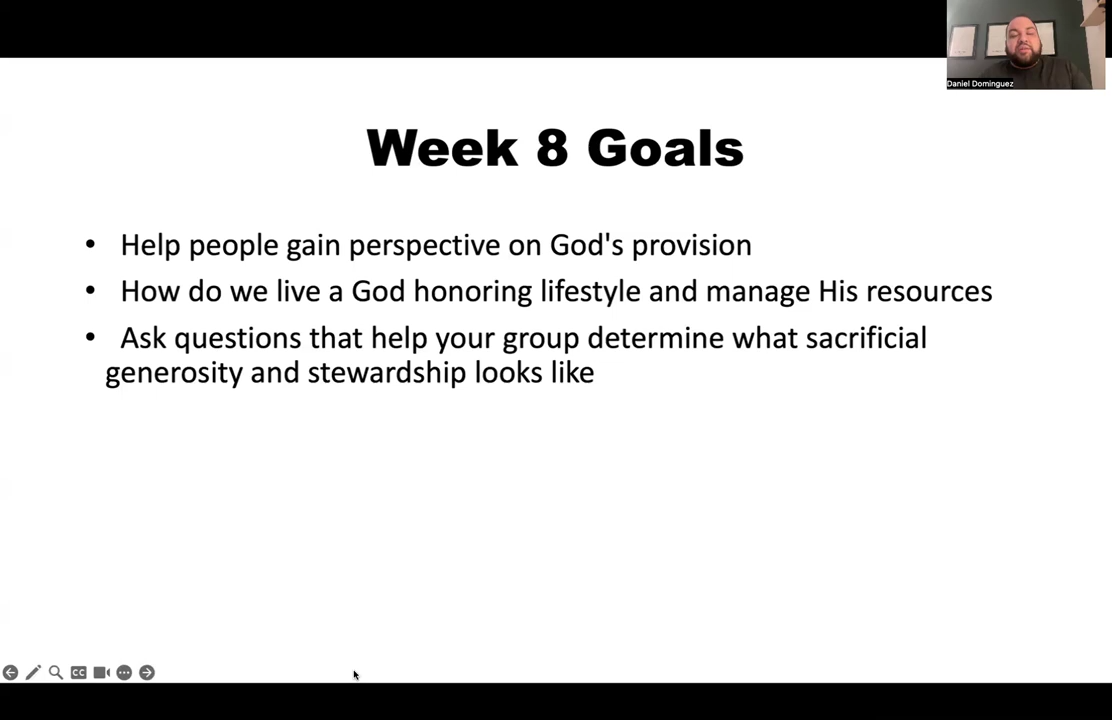 Daniel Dominguez
Week 8 Goals
• Help people gain perspective on God's provision
• How do we live a God honoring lifestyle and manage His resources
• Ask questions that help your group determine what sacrificial
generosity and stewardship looks like
CC